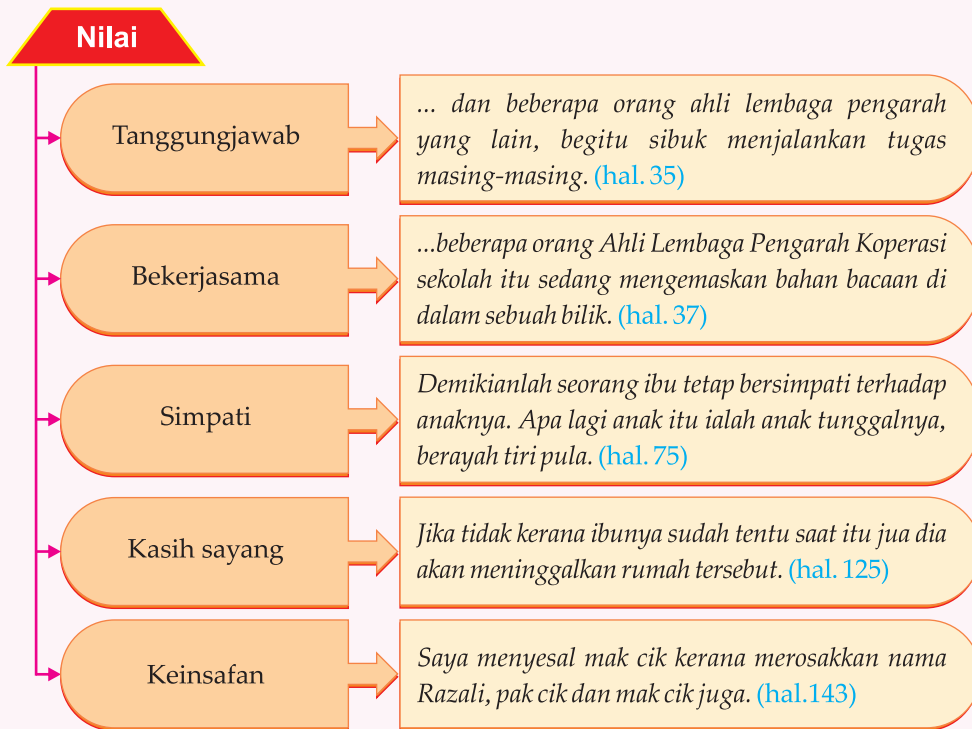 Nilai
Tanggungjawab
... dan beberapa orang ahli lembaga pengarah
yang lain, begitu sibuk menjalankan tugas
masing-masing. (hal. 35)
Bekerjasama
...beberapa orang Ahli Lembaga Pengarah Koperasi
sekolah itu sedang mengemaskan bahan bacaan di
dalam sebuah bilik. (hal. 37)
Simpati
Demikianlah seorang ibu tetap bersimpati terhadap
anaknya. Apa lagi anak itu ialah anak tunggalnya,
berayah tiri pula. (hal. 75)
Kasih sayang
Jika tidak kerana ibunya sudah tentu saat itu jua dia
akan meninggalkan rumah tersebut. (hal. 125)
Keinsafan
Saya menyesal mak cik kerana merosakkan nama
Razali, pak cik dan mak cik juga. (hal.143)